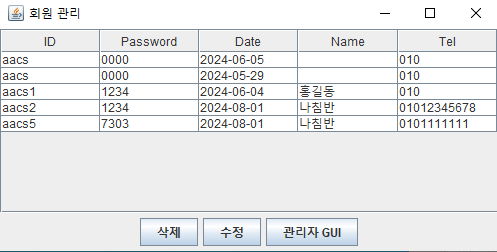 회원 관리
ID Password Date Name Tel
aacs 0000 2024-06-05 010
aacs 0000 2024-05-29 010
aacs1 1234 2024-06-04 홍길동 010
aacs2 1234 2024-08-01 나침반 01012345678
aacs5 7303 2024-08-01 나침반 0101111111
삭제 수정 관리자 GUI